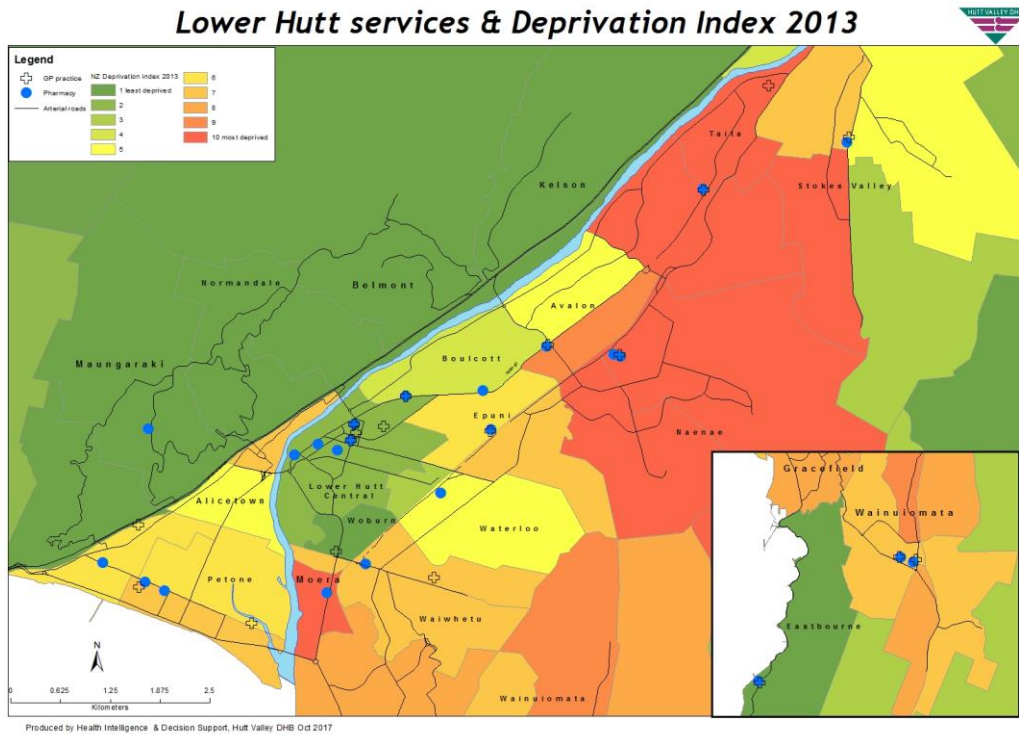 Lower Hutt services & Deprivation Index 2013
HUTT VALLEY DHB
Legend
GP practice
Pharmacy
Arterial roads
NZ Deprivation Index 2013
1 least deprived
2
3
4
5
6
7
8
9
10 most deprived
Taita
Kelson
Stokes Valley
Normandale
Belmont
Avalon
Maungaraki
Boulcott
Epuni
Naenae
Lower Hutt
Central
Alicetown
Woburn
Waterloo
Gracefield
Wainuiomata
Petone
Moera
Waiwhetu
Eastbourne
N
Wainuiomata
0 0.625 1.25 1.875 2.5
Kilometers
Produced by Health Intelligence & Decision Support, Hutt Valley DHB Oct 2017